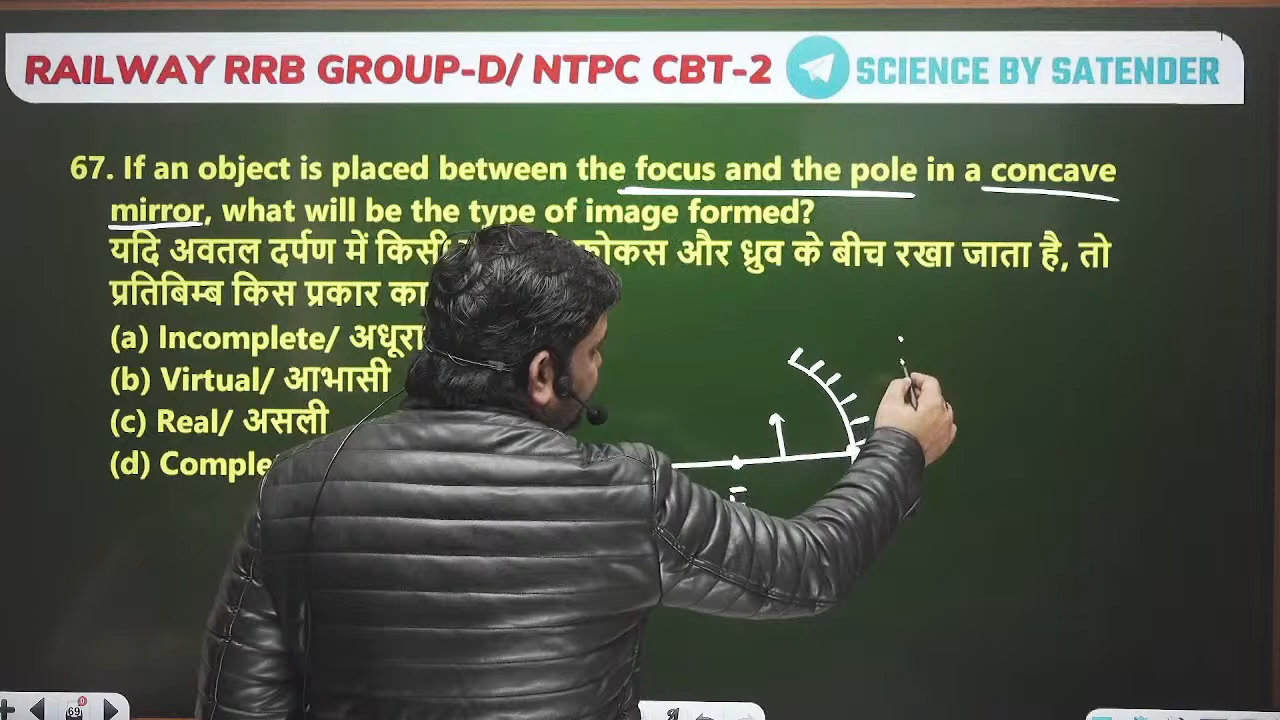 RAILWAY RRB GROUP-D/ NTPC CBT-2 SCIENCE BY SATENDER
67. If an object is placed between the focus and the pole in a concave
mirror, what will be the type of image formed?
यदि अवतल दर्पण में किसी फोकस और ध्रुव के बीच रखा जाता है, तो
प्रतिबिम्ब किस प्रकार का
(a) Incomplete/ अधूरा
(b) Virtual/ आभासी
(c) Real/ असली
(d)
69